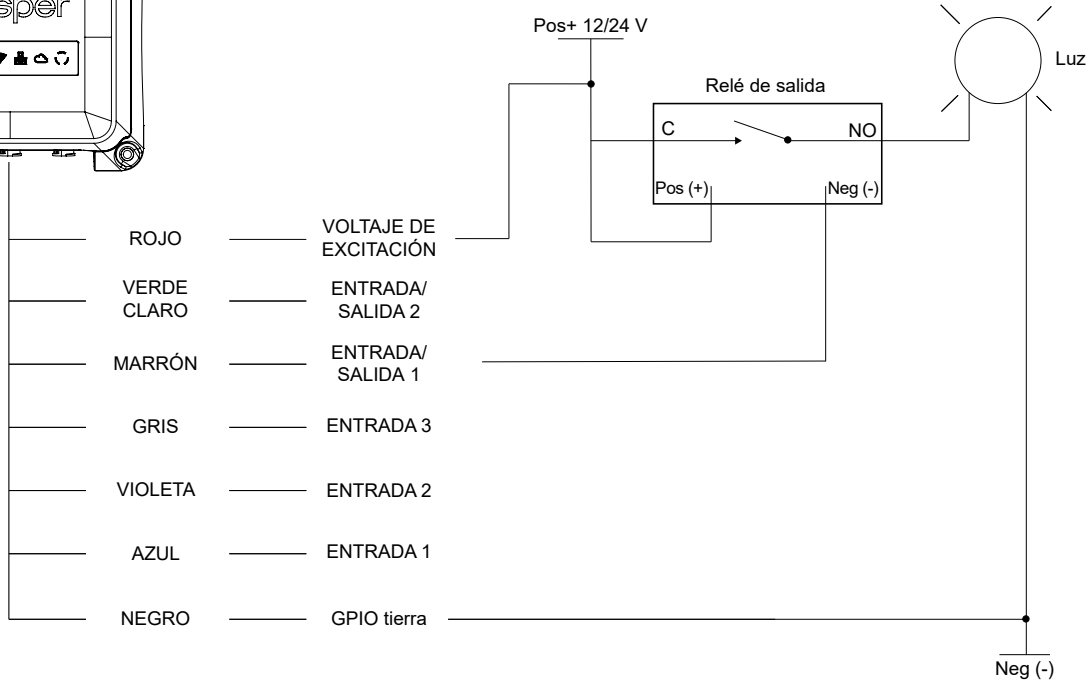 Pos+ 12/24 V
Luz
Relé de salida
C
NO
Pos (+)
Neg (-)
ROJO
VOLTAJE DE
EXCITACIÓN
VERDE
CLARO
ENTRADA/
SALIDA 2
MARRÓN
ENTRADA/
SALIDA 1
GRIS
ENTRADA 3
VIOLETA
ENTRADA 2
AZUL
ENTRADA 1
NEGRO
GPIO tierra
Neg (-)